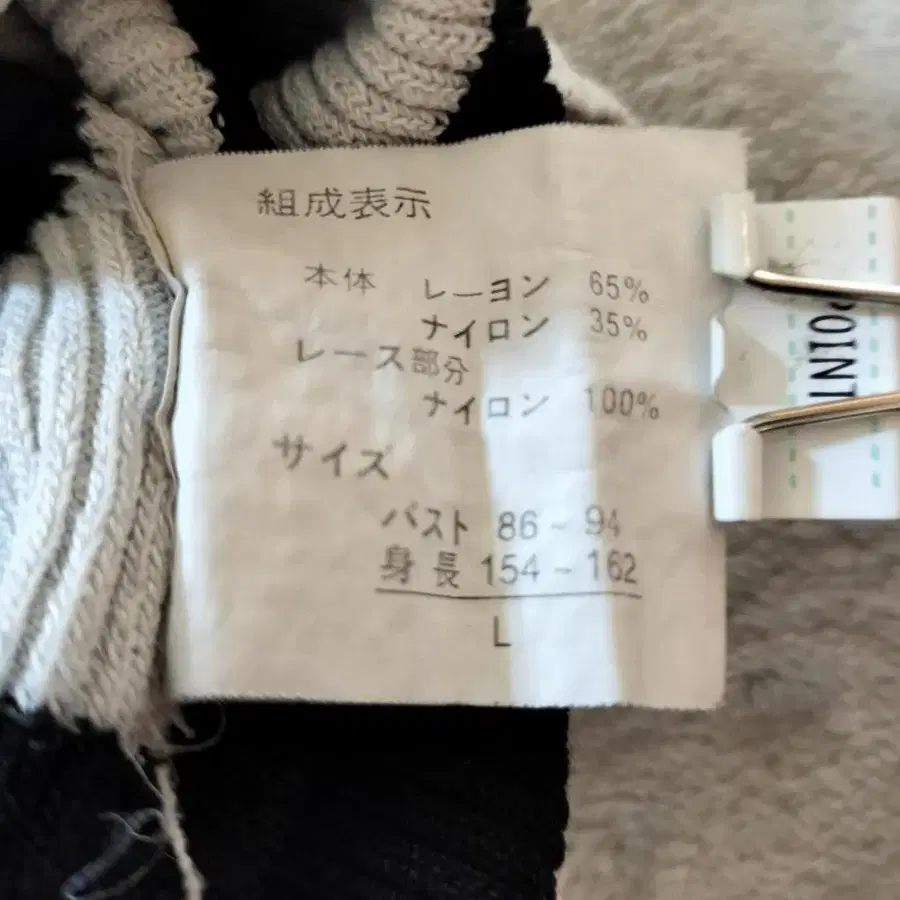 組成表示
本体 レーヨン 65%
ナイロン 35%
レース部分
ナイロン 100%
サイズ
バスト 86~94
身長 154~162
L
POINT